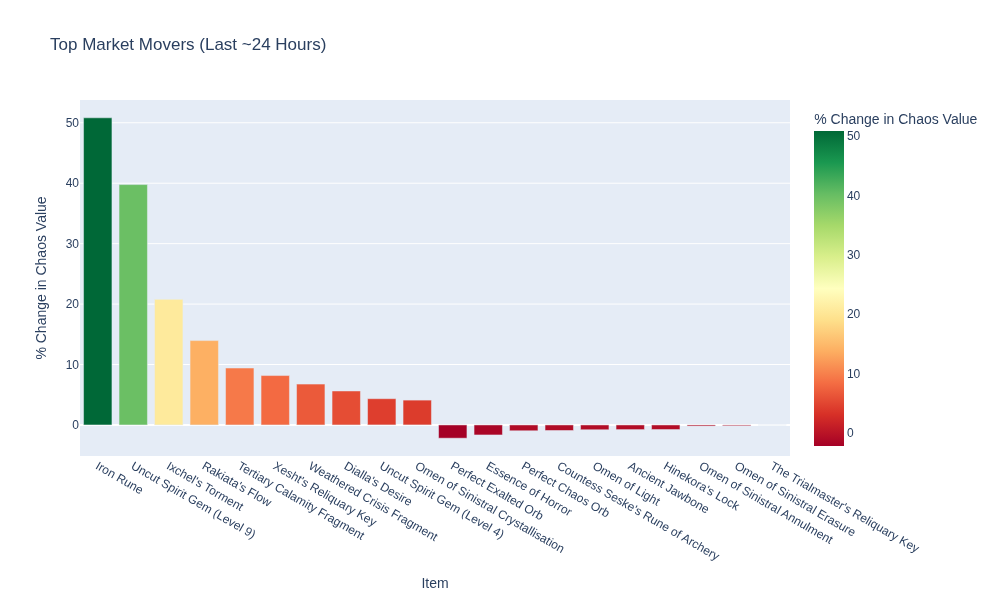 Top Market Movers (Last ~24 Hours)
% Change in Chaos Value
50
40
30
20
10
0
% Change in Chaos Value
50
40
30
20
10
0
Iron Rune
Uncut Spirit Gem (Level 9)
Ixchel's Torment
Rakiata's Flow
Tertiary Calamity Fragment
Xesht's Reliquary Key
Weathered Crisis Fragment
Dialla's Desire
Uncut Spirit Gem (Level 4)
Omen of Sinistral Crystallisation
Perfect Exalted Orb
Essence of Horror
Perfect Chaos Orb
Countess Seske's Rune of Archery
Omen of Light
Ancient Jawbone
Hinekora's Lock
Omen of Sinistral Annulment
Omen of Sinistral Erasure
The Trialmaster's Reliquary Key
Item